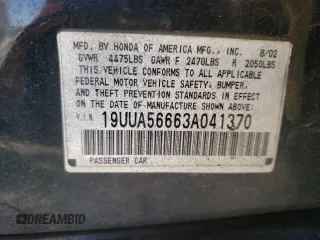 MFD. BY HONDA OF AMERICA MFG., INC. 8/02
GVWR 4475LBS GAWR F 2470LBS R 2050LBS
THIS VEHICLE CONFORMS TO ALL APPLICABLE
FEDERAL MOTOR VEHICLE SAFETY, BUMPER,
AND THEFT PREVENTION STANDARDS IN EFFECT
ON THE DATE OF MANUFACTURE SHOWN ABOVE.
V.I.N. 19UUA56663A041370
PASSENGER CAR
© DREAMBID
dreambid.com